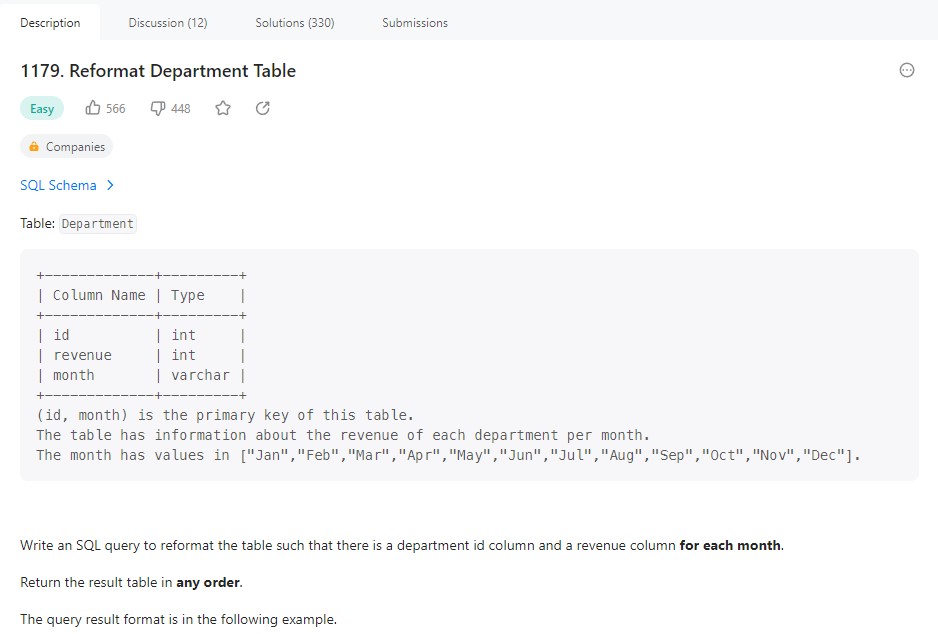 Description Discussion (12) Solutions (330) Submissions
1179. Reformat Department Table
Easy 566 448
Companies
SQL Schema >
Table: Department
+-------------+---------+
| Column Name | Type    |
+-------------+---------+
| id          | int     |
| revenue     | int     |
| month       | varchar |
+-------------+---------+
(id, month) is the primary key of this table.
The table has information about the revenue of each department per month.
The month has values in ["Jan","Feb","Mar","Apr","May","Jun","Jul","Aug","Sep","Oct","Nov","Dec"].
Write an SQL query to reformat the table such that there is a department id column and a revenue column for each month.
Return the result table in any order.
The query result format is in the following example.